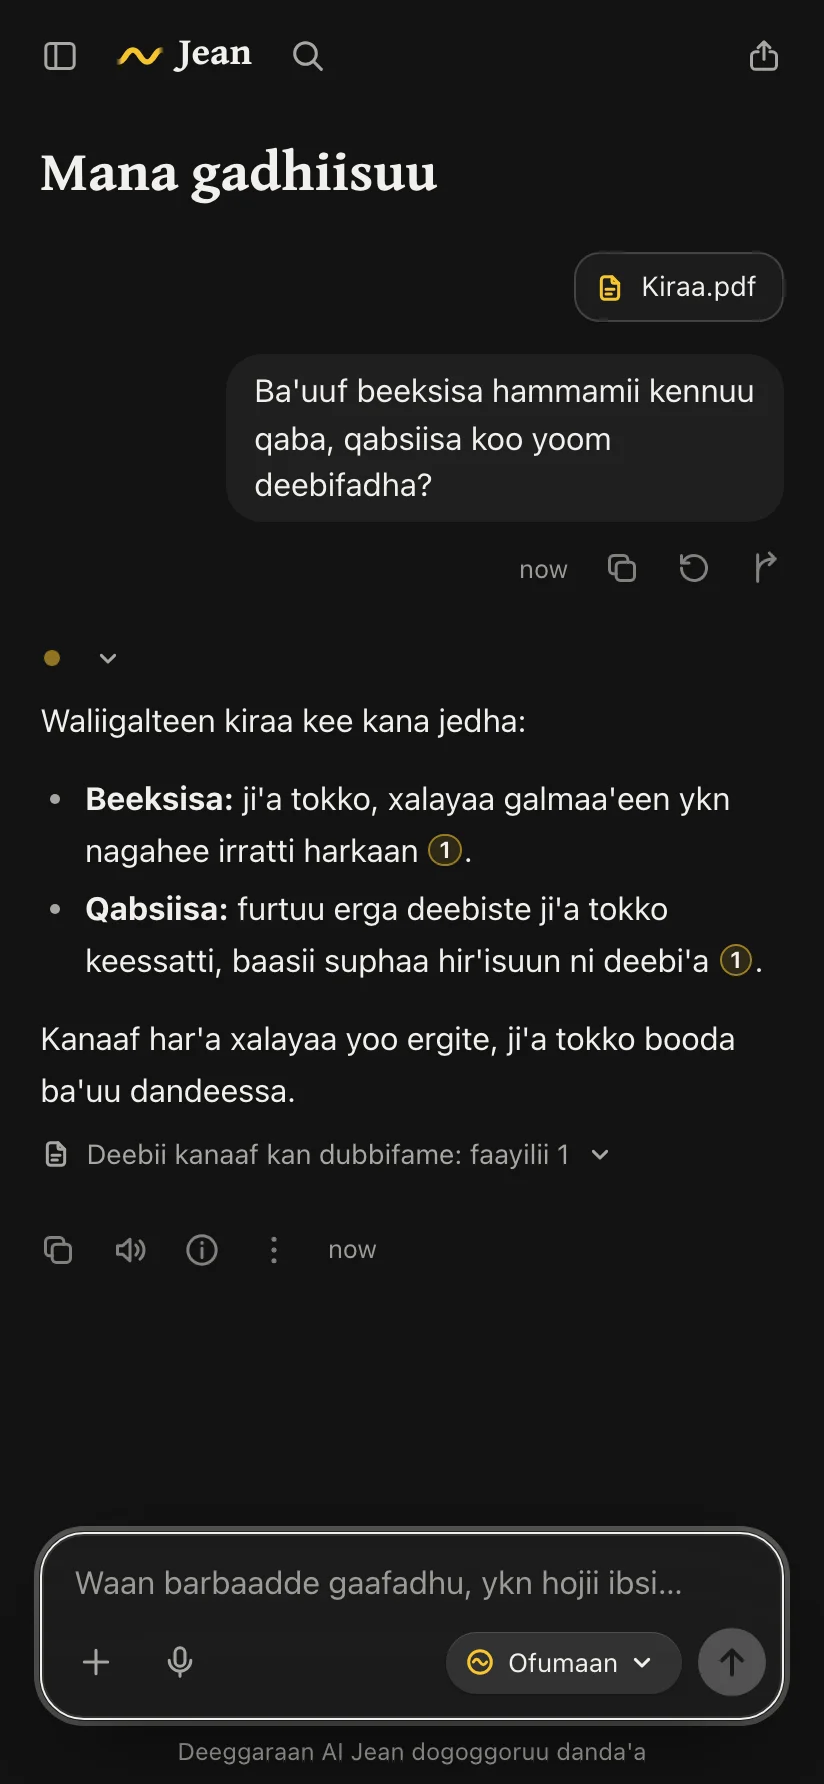 Jean
Mana gadhiisuu
Kiraa.pdf
Ba'uuf beeksisa hammamii kennuu
qaba, qabsiisa koo yoom
deebifadha?
now
Waliigalteen kiraa kee kana jedha:
• Beeksisa: ji'a tokko, xalayaa galmaa'een ykn
nagahee irratti harkaan 1.
• Qabsiisa: furtuu erga deebiste ji'a tokko
keessatti, baasii suphaa hir'isuun ni deebi'a 1.
Kanaaf har'a xalayaa yoo ergite, ji'a tokko booda
ba'uu dandeessa.
Deebii kanaaf kan dubbifame: faayilii 1
now
Waan barbaadde gaafadhu, ykn hojii ibsi...
Ofumaan
Deeggaraan AI Jean dogoggoruu danda'a